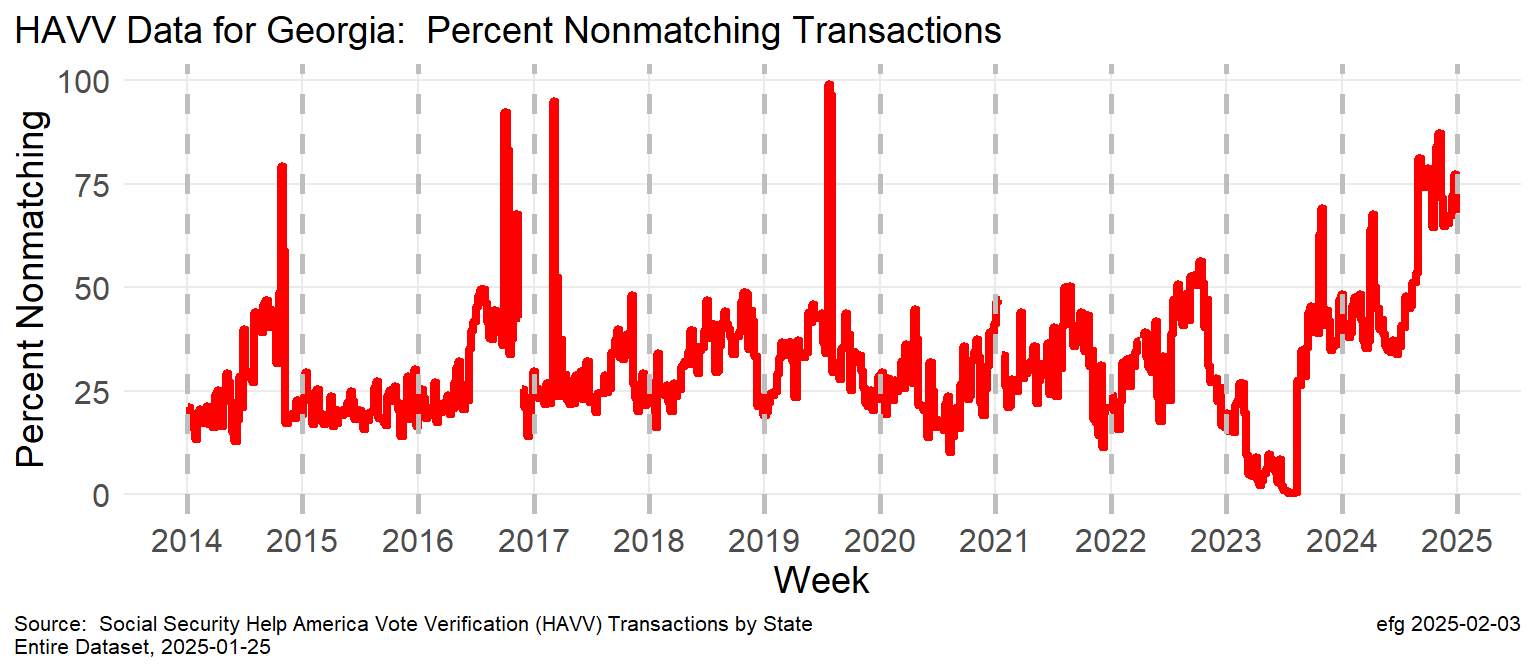 HAVV Data for Georgia:  Percent Nonmatching Transactions
Percent Nonmatching
100
75
50
25
0
2014 2015 2016 2017 2018 2019 2020 2021 2022 2023 2024 2025
Week
Source:  Social Security Help America Vote Verification (HAVV) Transactions by State
Entire Dataset, 2025-01-25
efg 2025-02-03